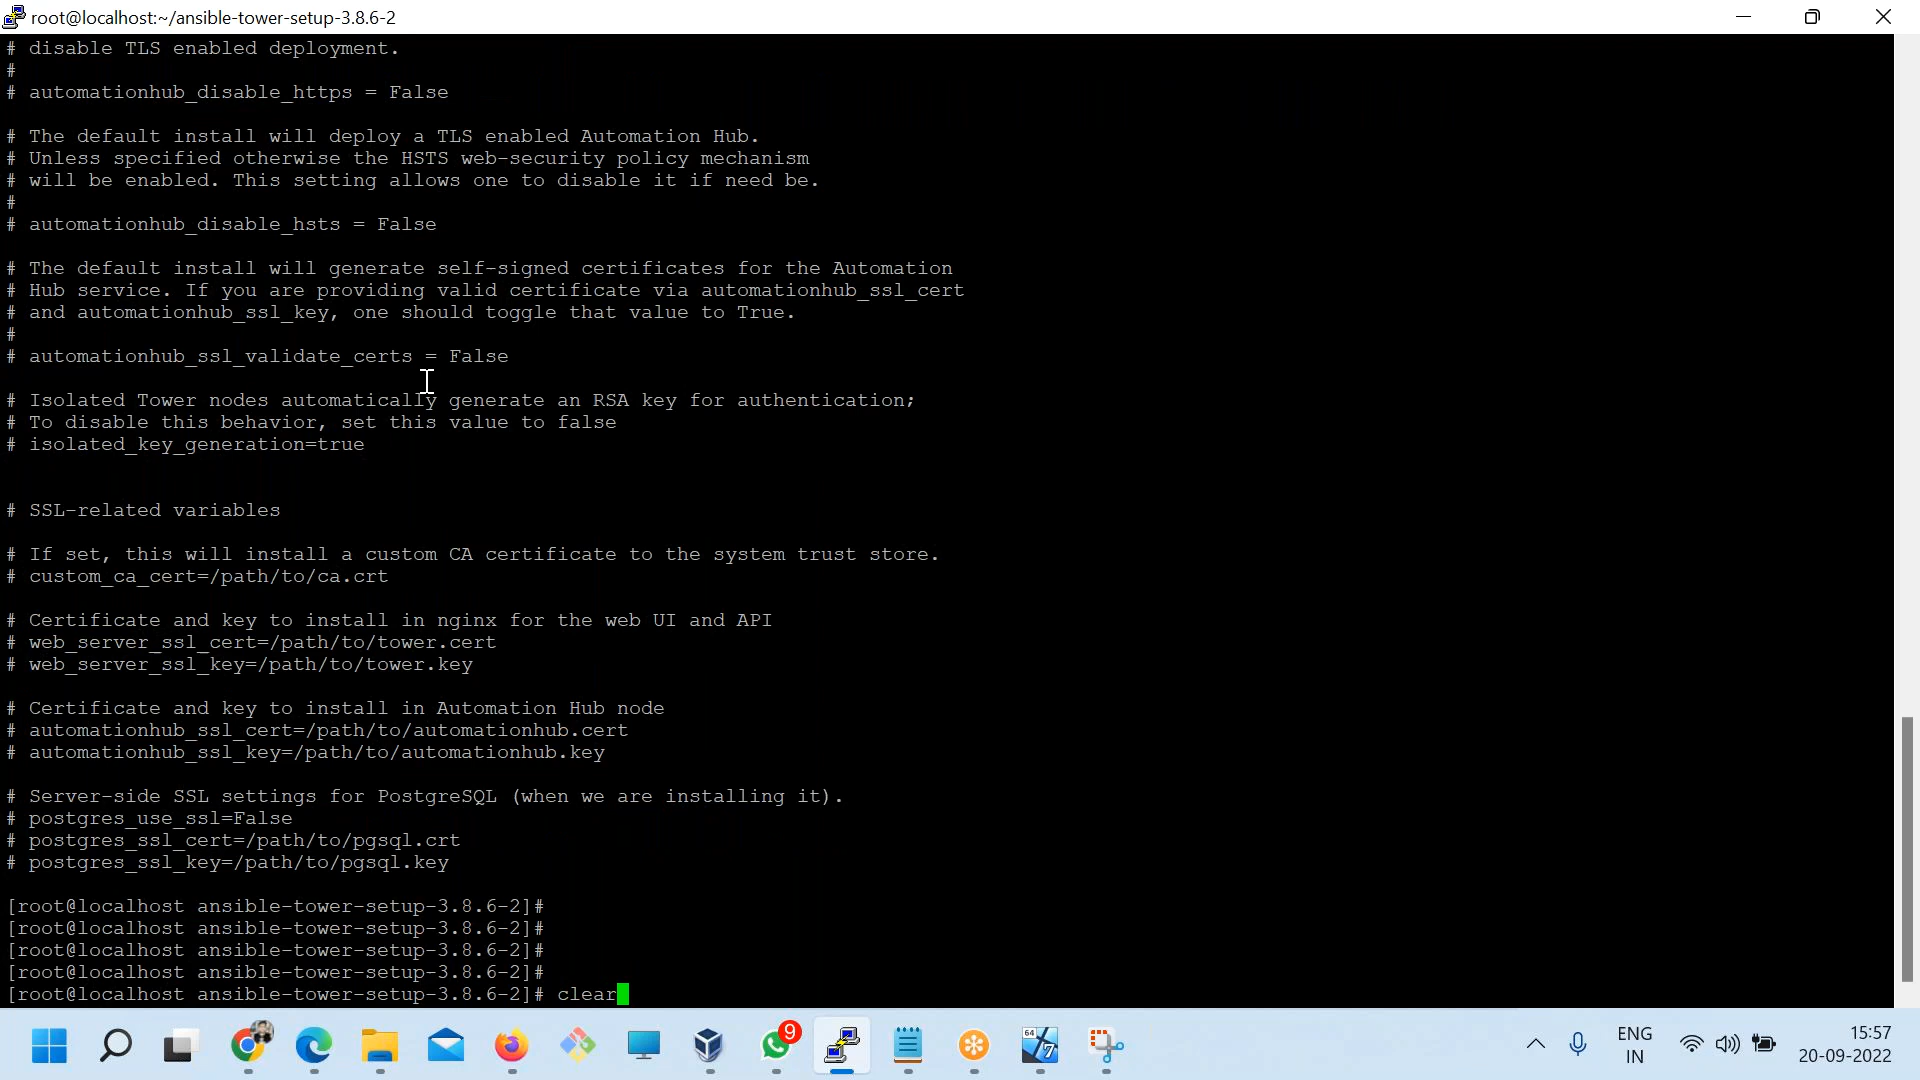 root@localhost:~/ansible-tower-setup-3.8.6-2
# disable TLS enabled deployment.
#
# automationhub_disable_https = False
# The default install will deploy a TLS enabled Automation Hub.
# Unless specified otherwise the HSTS web-security policy mechanism
# will be enabled. This setting allows one to disable it if need be.
#
# automationhub_disable_hsts = False
# The default install will generate self-signed certificates for the Automation
# Hub service. If you are providing valid certificate via automationhub_ssl_cert
# and automationhub_ssl_key, one should toggle that value to True.
#
# automationhub_ssl_validate_certs = False
# Isolated Tower nodes automatically generate an RSA key for authentication;
# To disable this behavior, set this value to false
# isolated_key_generation=true
# SSL-related variables
# If set, this will install a custom CA certificate to the system trust store.
# custom_ca_cert=/path/to/ca.crt
# Certificate and key to install in nginx for the web UI and API
# web_server_ssl_cert=/path/to/tower.cert
# web_server_ssl_key=/path/to/tower.key
# Certificate and key to install in Automation Hub node
# automationhub_ssl_cert=/path/to/automationhub.cert
# automationhub_ssl_key=/path/to/automationhub.key
# Server-side SSL settings for PostgreSQL (when we are installing it).
# postgres_use_ssl=False
# postgres_ssl_cert=/path/to/pgsql.crt
# postgres_ssl_key=/path/to/pgsql.key
[root@localhost ansible-tower-setup-3.8.6-2]#
[root@localhost ansible-tower-setup-3.8.6-2]#
[root@localhost ansible-tower-setup-3.8.6-2]#
[root@localhost ansible-tower-setup-3.8.6-2]#
[root@localhost ansible-tower-setup-3.8.6-2]# clear
9
64
7
ENG
IN
15:57
20-09-2022